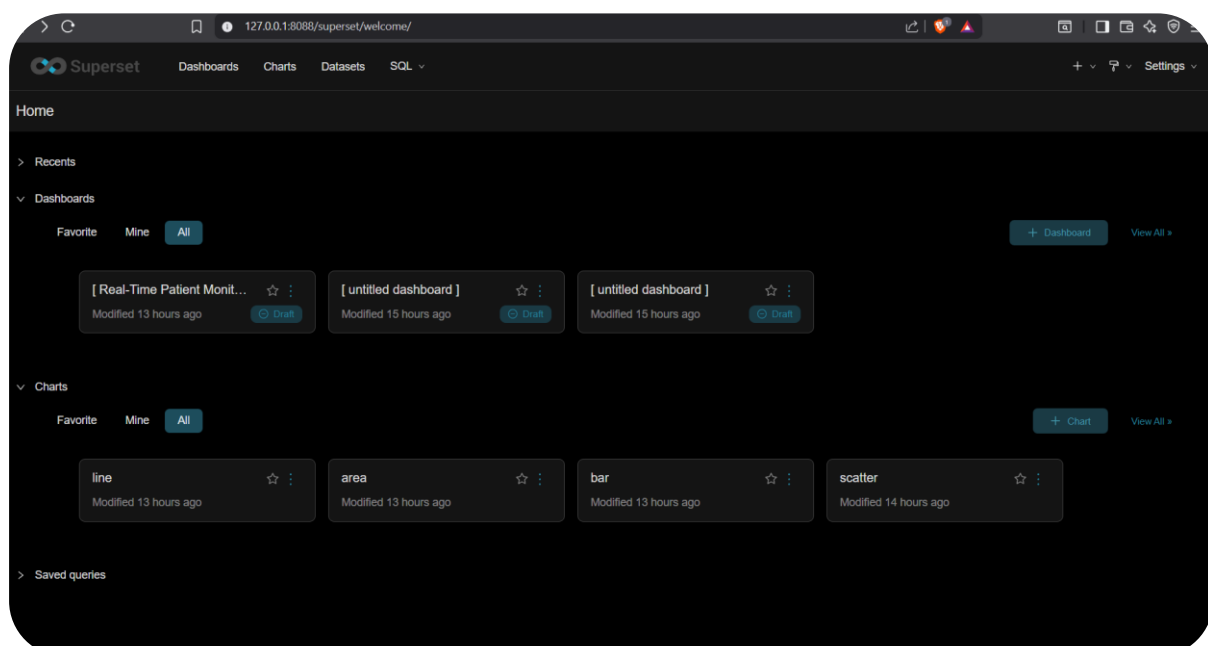 127.0.0.1:8088/superset/welcome/
Superset Dashboards Charts Datasets SQL Settings
Home
Recents
Dashboards
Favorite Mine All + Dashboard View All »
[ Real-Time Patient Monit... [ untitled dashboard ] [ untitled dashboard ]
Modified 13 hours ago Draft Modified 15 hours ago Draft Modified 15 hours ago Draft
Charts
Favorite Mine All + Chart View All »
line area bar scatter
Modified 13 hours ago Modified 13 hours ago Modified 13 hours ago Modified 14 hours ago
Saved queries